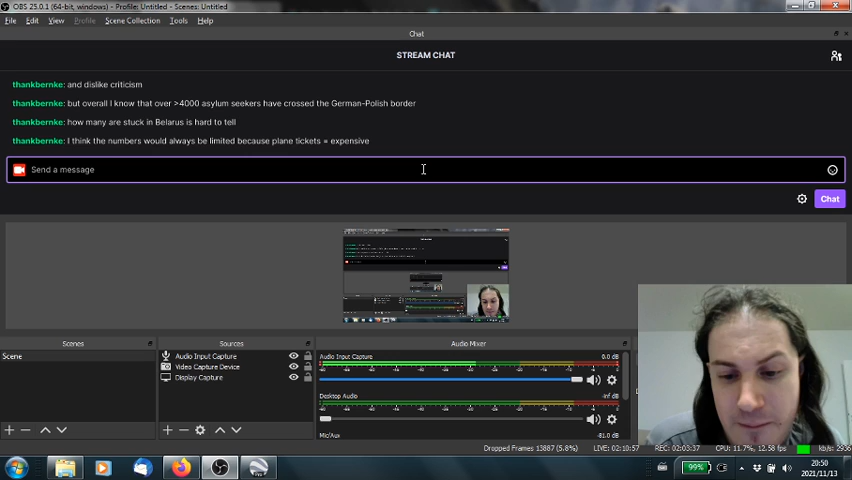 OBS 25.0.1 (64-bit, windows) - Profile: Untitled - Scenes: Untitled
File Edit View Profile Scene Collection Tools Help
Chat
STREAM CHAT
thankbernke: and dislike criticism
thankbernke: but overall I know that over >4000 asylum seekers have crossed the German-Polish border
thankbernke: how many are stuck in Belarus is hard to tell
thankbernke: I think the numbers would always be limited because plane tickets = expensive
Send a message
Chat
Scenes Sources Audio Mixer
Scene
Audio Input Capture
Video Capture Device
Display Capture
Audio Input Capture 0.0 dB
Desktop Audio -inf dB
Mic/Aux -81.0 dB
Dropped Frames 13887 (5.8%) LIVE: 02:10:57 REC: 02:03:37 CPU: 11.7%, 12.58 fps kb/s: 2936
99%
20:50
2021/11/13